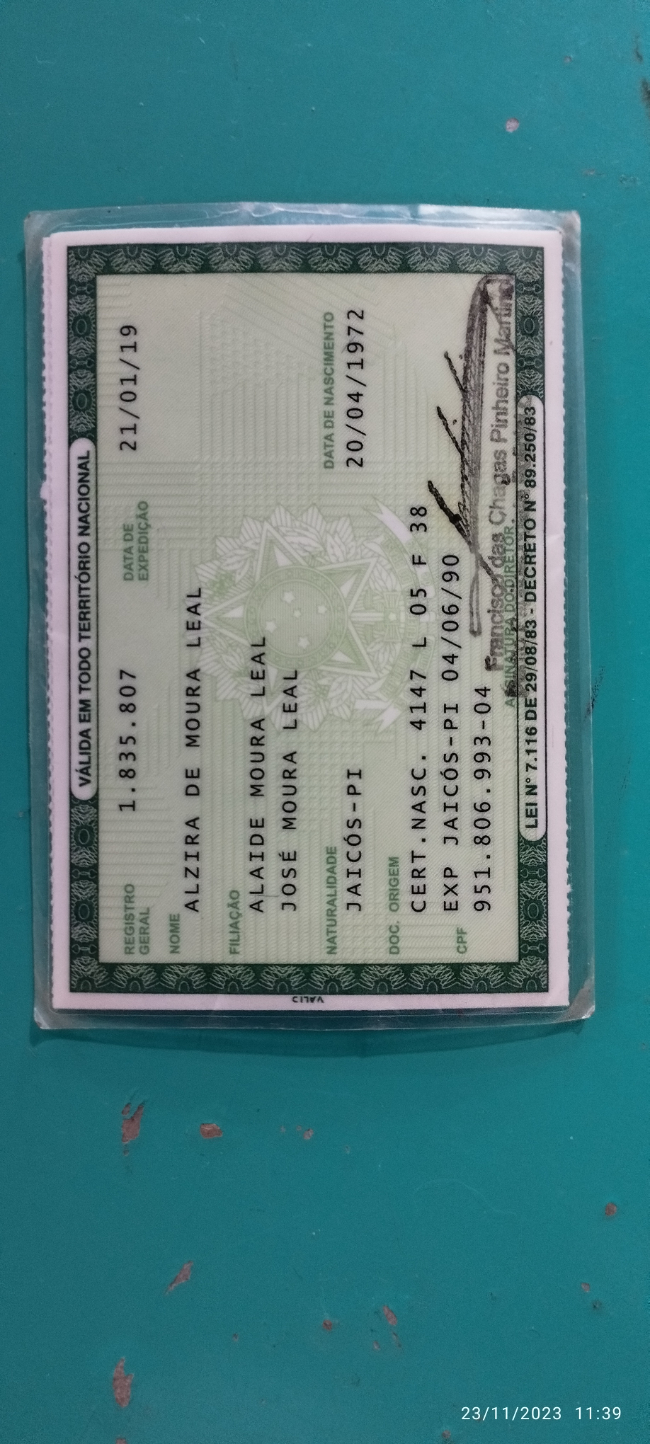 VÁLIDA EM TODO TERRITÓRIO NACIONAL
REGISTRO GERAL 1.835.807 DATA DE EXPEDIÇÃO 21/01/19
NOME ALZIRA DE MOURA LEAL
FILIAÇÃO ALAIDE MOURA LEAL
JOSÉ MOURA LEAL
NATURALIDADE DATA DE NASCIMENTO
JAICÓS-PI 20/04/1972
DOC. ORIGEM CERT.NASC. 4147 L 05 F 38
EXP JAICÓS-PI 04/06/90
CPF 951.806.993-04
Francisco das Chagas Pinheiro Martins
ASSINATURA DO DIRETOR
LEI N° 7.116 DE 29/08/83 - DECRETO N° 89.250/83
VALID
23/11/2023 11:39